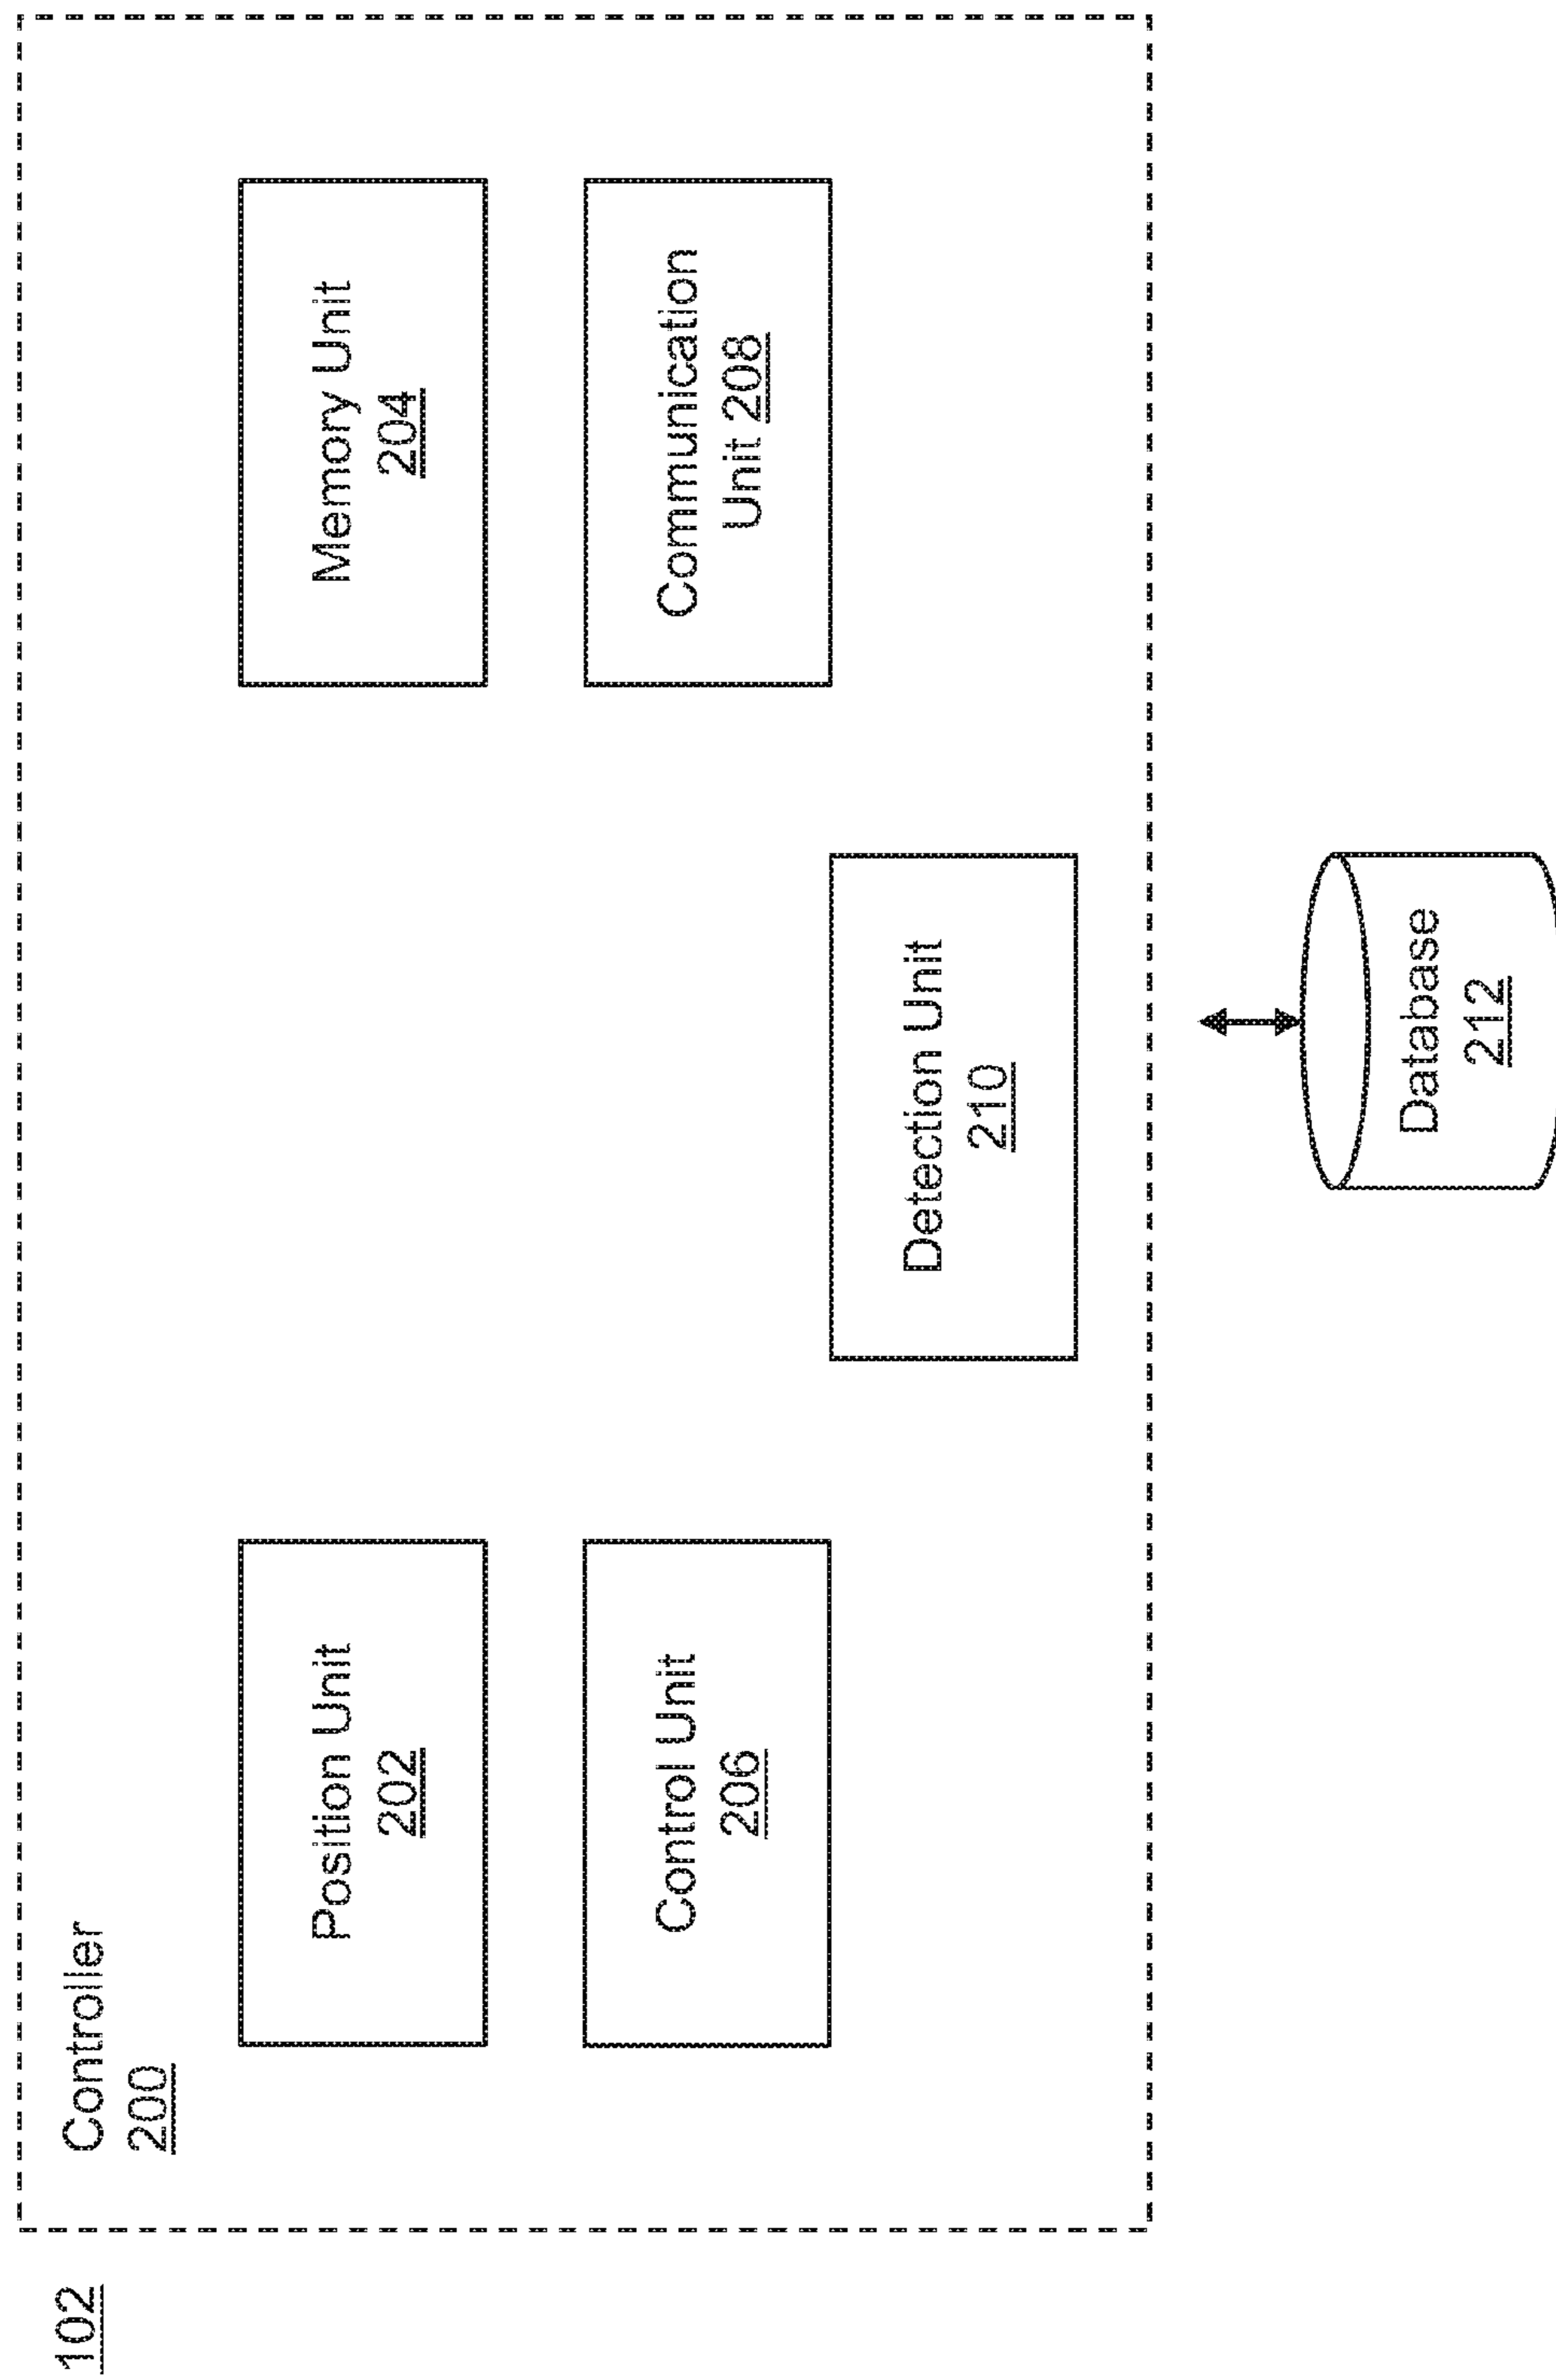 102
Controller
200
Position Unit
202
Memory Unit
204
Control Unit
206
Communication
Unit 208
Detection Unit
210
Database
212